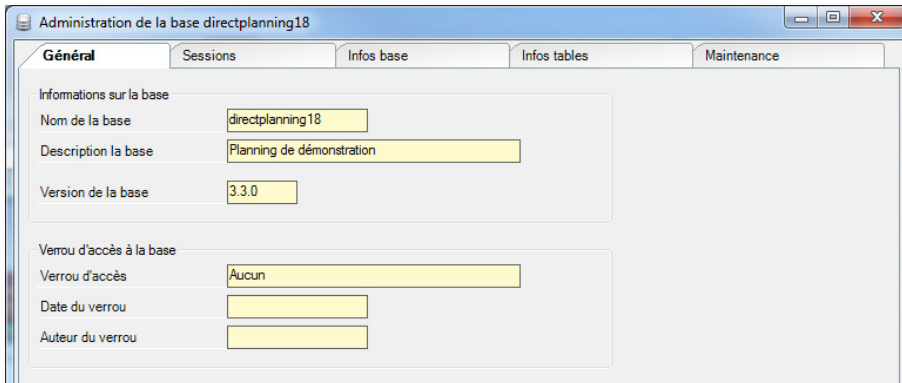 Administration de la base directplanning18
Général Sessions Infos base Infos tables Maintenance
Informations sur la base
Nom de la base directplanning18
Description la base Planning de démonstration
Version de la base 3.3.0
Verrou d'accès à la base
Verrou d'accès Aucun
Date du verrou
Auteur du verrou